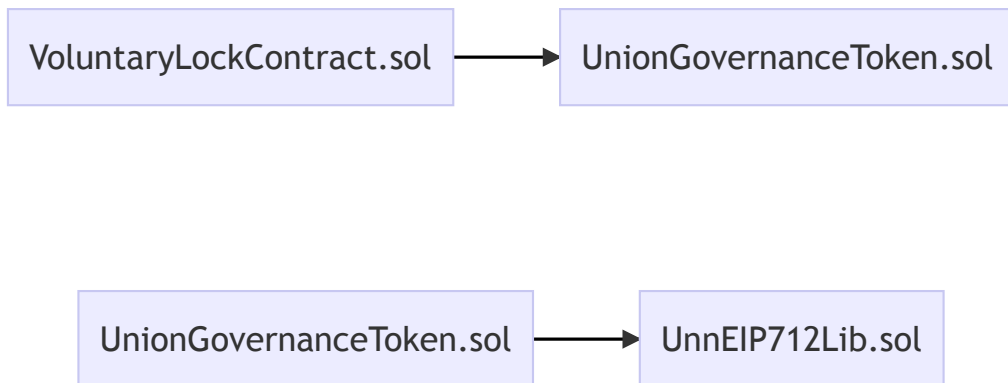 VoluntaryLockContract.sol
UnionGovernanceToken.sol
UnionGovernanceToken.sol
UnnEIP712Lib.sol